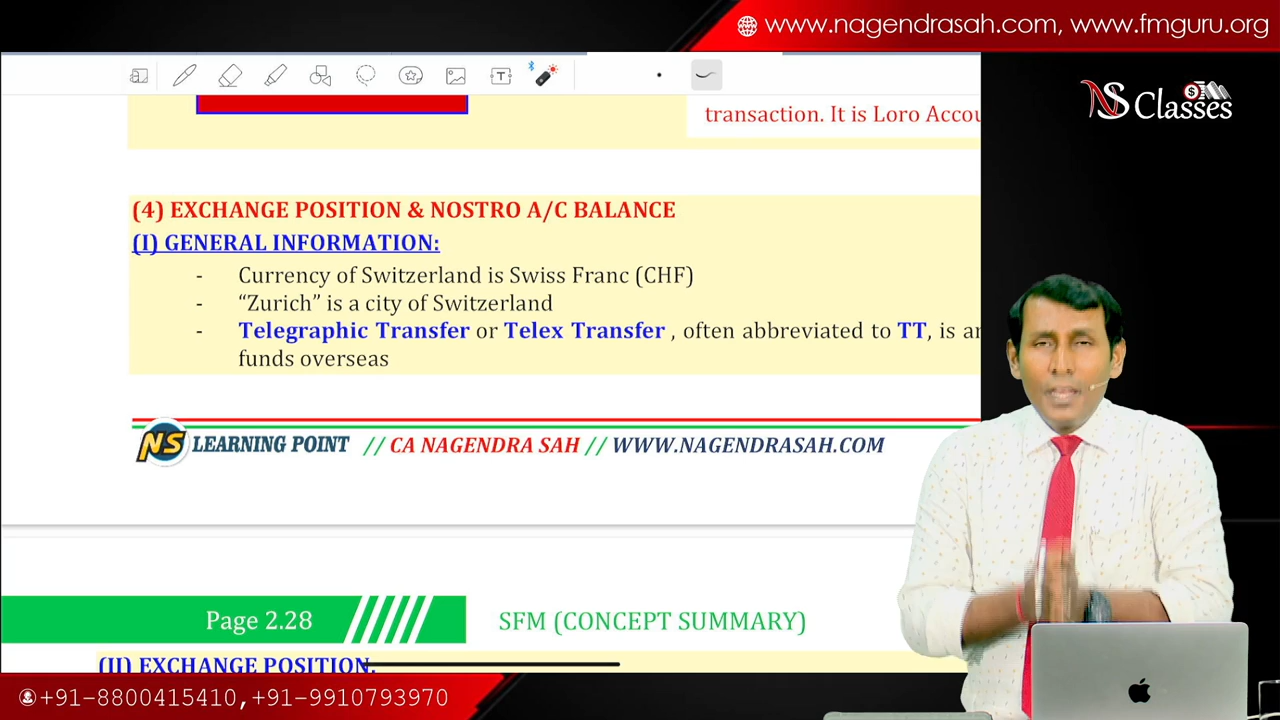 www.nagendrasah.com, www.fmguru.org
NS Classes
transaction. It is Loro Accou
(4) EXCHANGE POSITION & NOSTRO A/C BALANCE
(I) GENERAL INFORMATION:
- Currency of Switzerland is Swiss Franc (CHF)
- “Zurich” is a city of Switzerland
- Telegraphic Transfer or Telex Transfer , often abbreviated to TT, is an
funds overseas
NS LEARNING POINT // CA NAGENDRA SAH // WWW.NAGENDRASAH.COM
Page 2.28 SFM (CONCEPT SUMMARY)
(II) EXCHANGE POSITION:
+91-8800415410,+91-9910793970